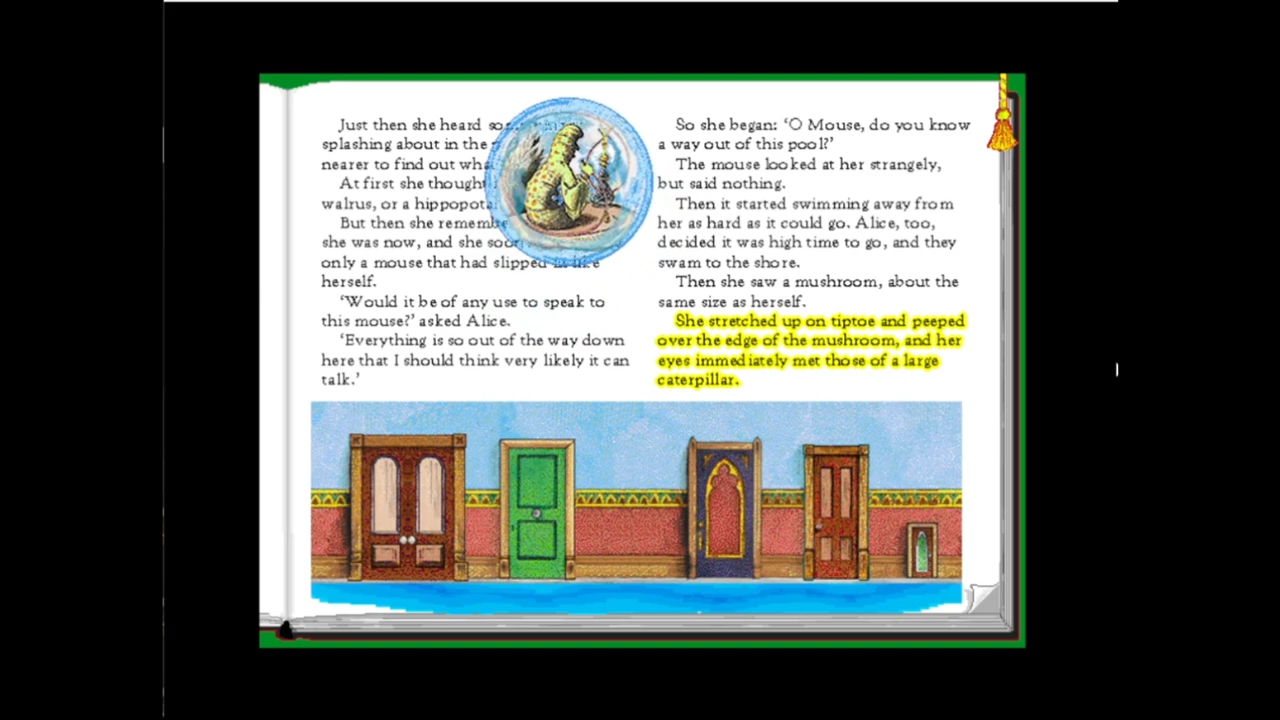 Just then she heard
splashing about in the
nearer to find out
At first she thought
walrus, or a
But then she
she was now, and she
only a mouse that had slipped in like
herself.
‘Would it be of any use to speak to
this mouse?’ asked Alice.
‘Everything is so out of the way down
here that I should think very likely it can
talk.’
So she began: ‘O Mouse, do you know
a way out of this pool?’
The mouse looked at her strangely,
but said nothing.
Then it started swimming away from
her as hard as it could go. Alice, too,
decided it was high time to go, and they
swam to the shore.
Then she saw a mushroom, about the
same size as herself.
She stretched up on tiptoe and peeped
over the edge of the mushroom, and her
eyes immediately met those of a large
caterpillar.